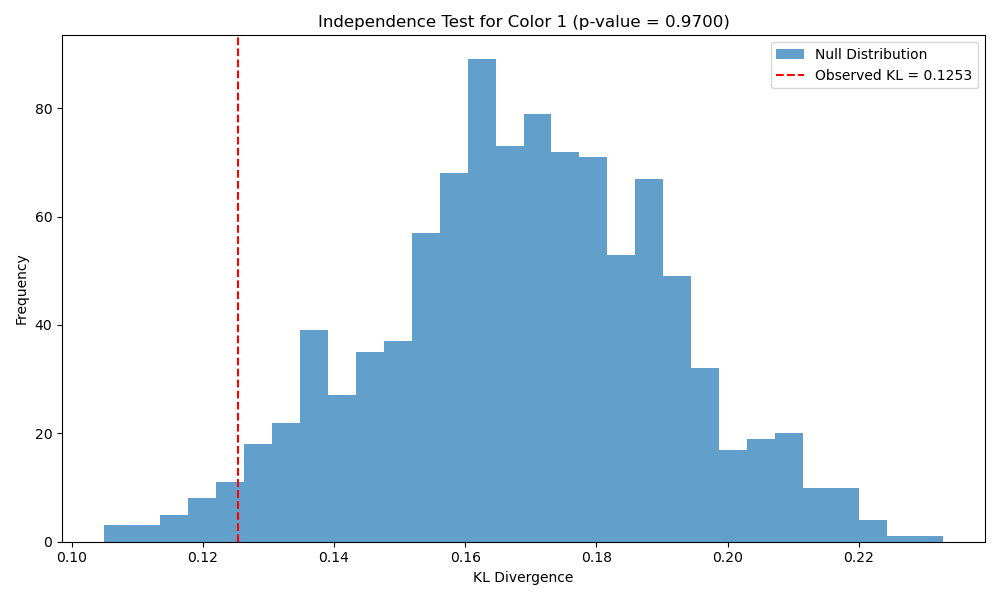 Independence Test for Color 1 (p-value = 0.9700)
Null Distribution
Observed KL = 0.1253
Frequency
80
60
40
20
0
0.10 0.12 0.14 0.16 0.18 0.20 0.22
KL Divergence